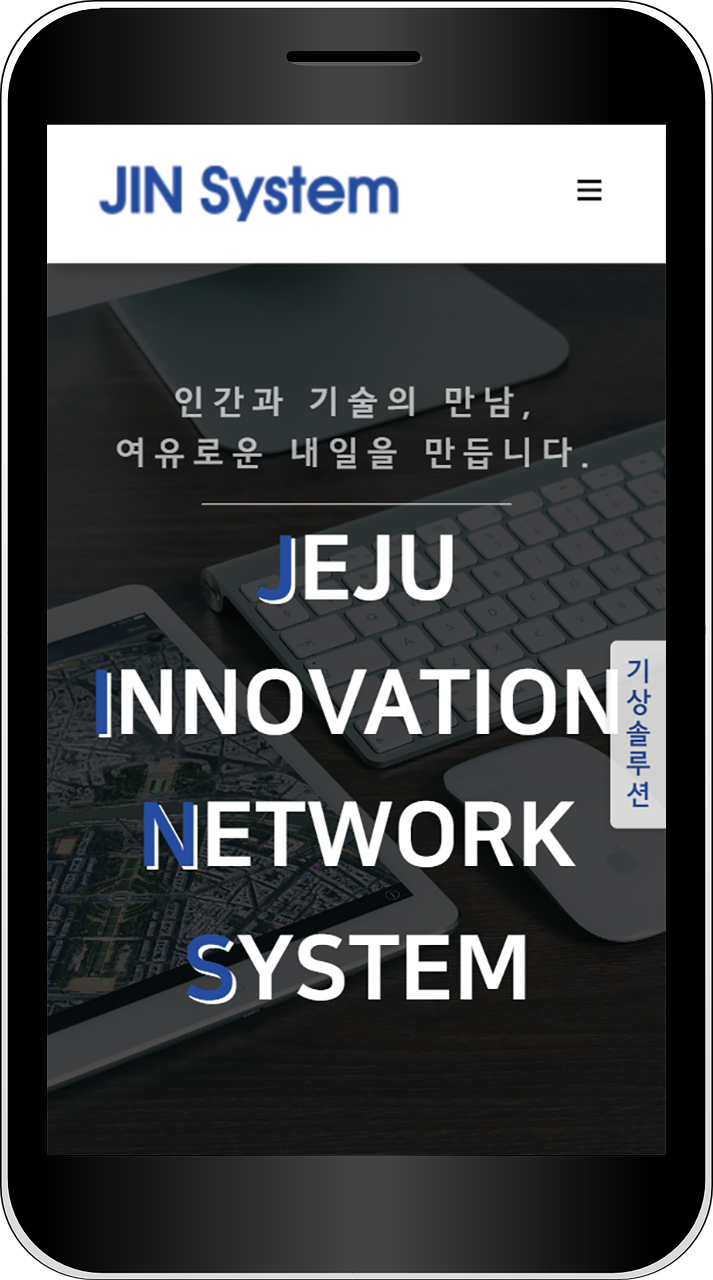 JIN System
인간과 기술의 만남,
여유로운 내일을 만듭니다.
JEJU
INNOVATION
기상솔루션
NETWORK
SYSTEM